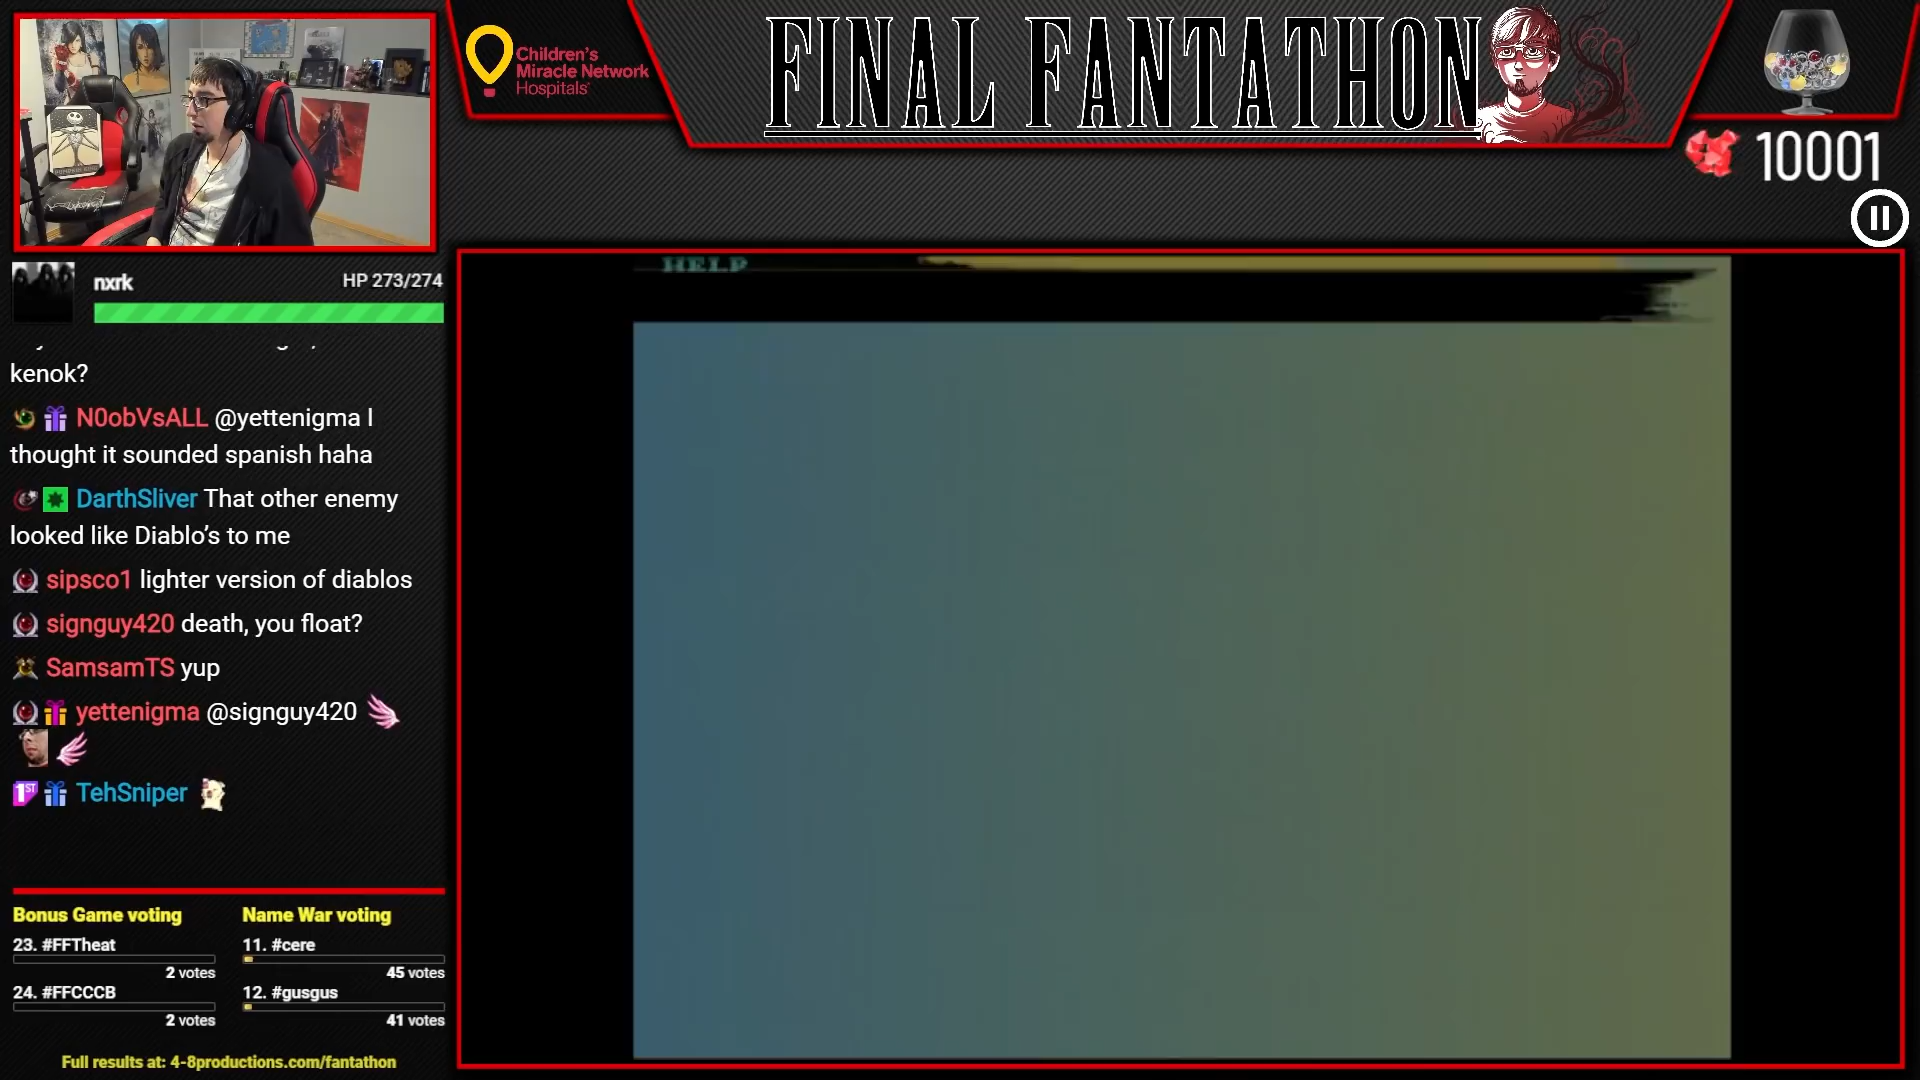 Children's
Miracle Network
Hospitals
FINAL FANTATHON
10001
nxrk
HP 273/274
HELP
kenok?
N0obVsALL @yettenigma I
thought it sounded spanish haha
DarthSliver That other enemy
looked like Diablo's to me
sipsco1 lighter version of diablos
signguy420 death, you float?
SamsamTS yup
yettenigma @signguy420
1ST TehSniper
Bonus Game voting
23. #FFTheat
2 votes
24. #FFCCCB
2 votes
Name War voting
11. #cere
45 votes
12. #gusgus
41 votes
Full results at: 4-8productions.com/fantathon